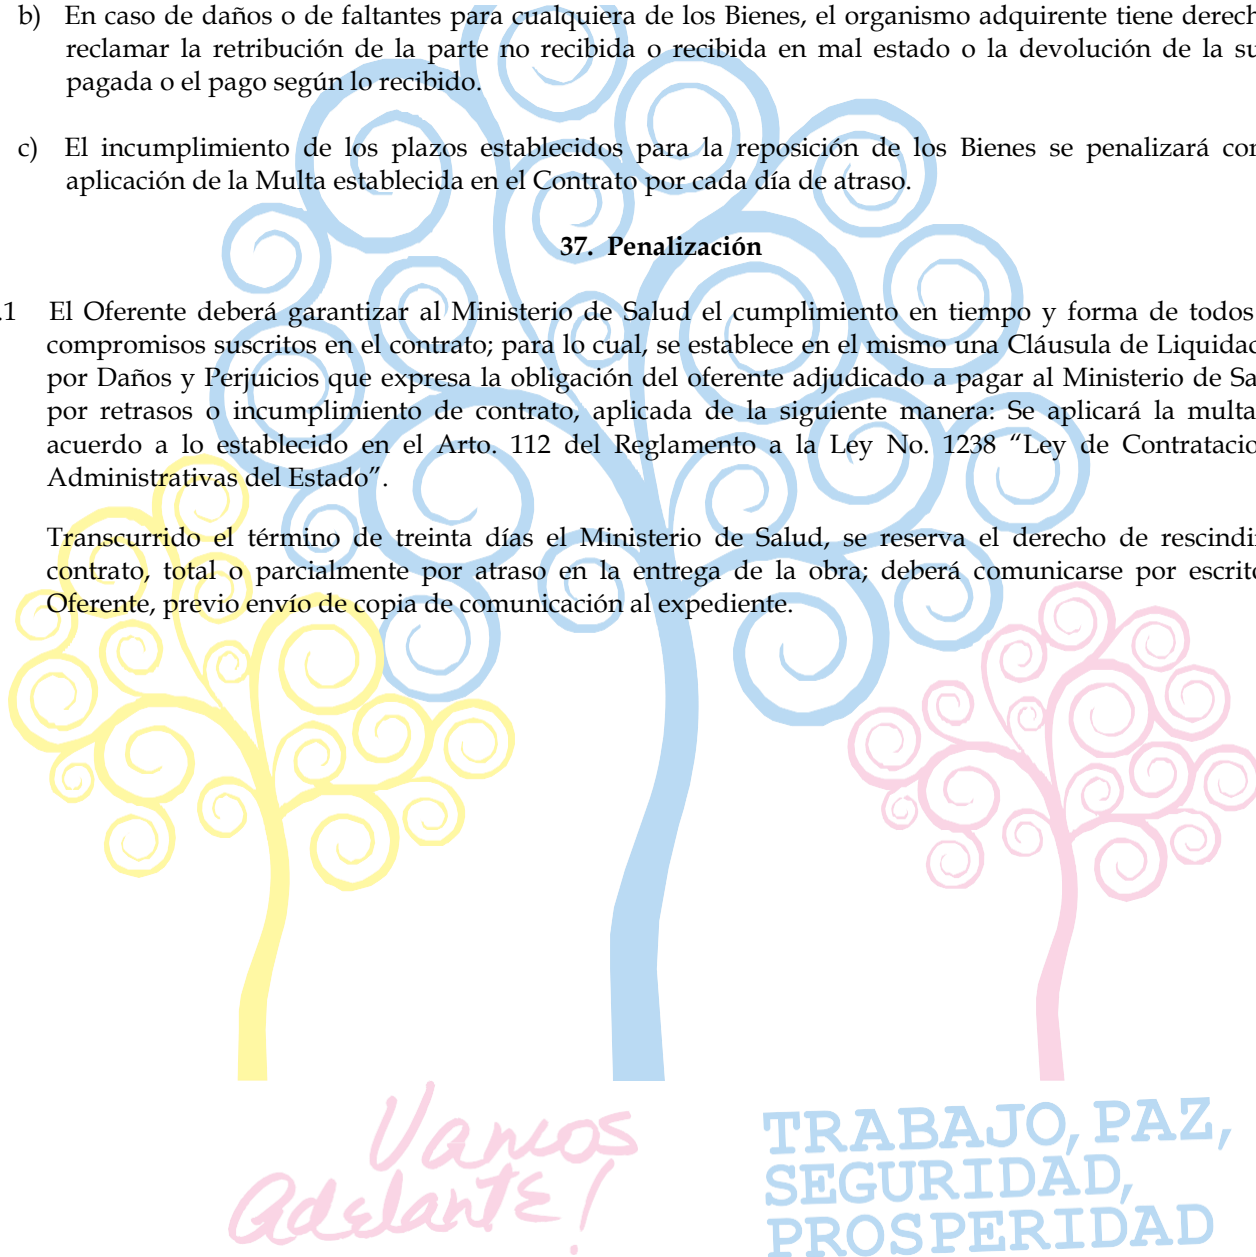 b) En caso de daños o de faltantes para cualquiera de los Bienes, el organismo adquirente tiene derech
reclamar la retribución de la parte no recibida o recibida en mal estado o la devolución de la su
pagada o el pago según lo recibido.
c) El incumplimiento de los plazos establecidos para la reposición de los Bienes se penalizará con
aplicación de la Multa establecida en el Contrato por cada día de atraso.
37. Penalización
.1 El Oferente deberá garantizar al Ministerio de Salud el cumplimiento en tiempo y forma de todos
compromisos suscritos en el contrato; para lo cual, se establece en el mismo una Cláusula de Liquidac
por Daños y Perjuicios que expresa la obligación del oferente adjudicado a pagar al Ministerio de Sa
por retrasos o incumplimiento de contrato, aplicada de la siguiente manera: Se aplicará la multa
acuerdo a lo establecido en el Arto. 112 del Reglamento a la Ley No. 1238 “Ley de Contratacio
Administrativas del Estado”.
Transcurrido el término de treinta días el Ministerio de Salud, se reserva el derecho de rescindi
contrato, total o parcialmente por atraso en la entrega de la obra; deberá comunicarse por escrito
Oferente, previo envío de copia de comunicación al expediente.
Vamos
adelante!
TRABAJO, PAZ,
SEGURIDAD,
PROSPERIDAD